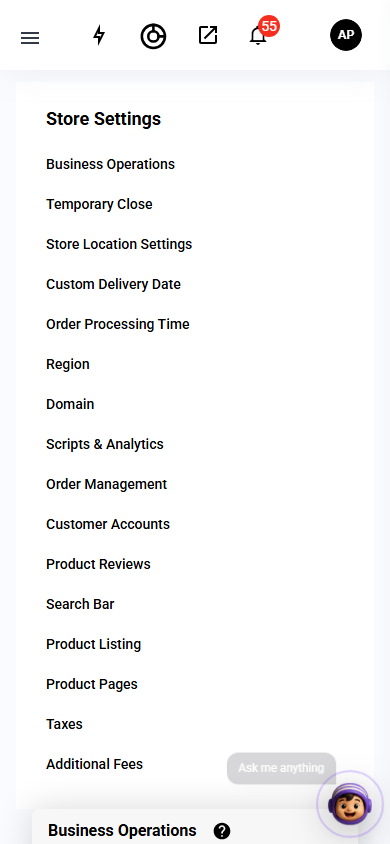 55
AP
Store Settings
Business Operations
Temporary Close
Store Location Settings
Custom Delivery Date
Order Processing Time
Region
Domain
Scripts & Analytics
Order Management
Customer Accounts
Product Reviews
Search Bar
Product Listing
Product Pages
Taxes
Additional Fees
Ask me anything
Business Operations ?